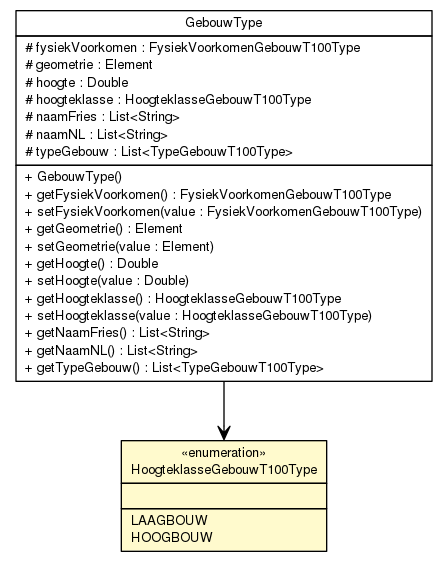 GebouwType
# fysiekVoorkomen : FysiekVoorkomenGebouwT100Type
# geometrie : Element
# hoogte : Double
# hoogteklasse : HoogteklasseGebouwT100Type
# naamFries : List<String>
# naamNL : List<String>
# typeGebouw : List<TypeGebouwT100Type>
+ GebouwType()
+ getFysiekVoorkomen() : FysiekVoorkomenGebouwT100Type
+ setFysiekVoorkomen(value : FysiekVoorkomenGebouwT100Type)
+ getGeometrie() : Element
+ setGeometrie(value : Element)
+ getHoogte() : Double
+ setHoogte(value : Double)
+ getHoogteklasse() : HoogteklasseGebouwT100Type
+ setHoogteklasse(value : HoogteklasseGebouwT100Type)
+ getNaamFries() : List<String>
+ getNaamNL() : List<String>
+ getTypeGebouw() : List<TypeGebouwT100Type>
«enumeration»
HoogteklasseGebouwT100Type
LAAGBOUW
HOOGBOUW